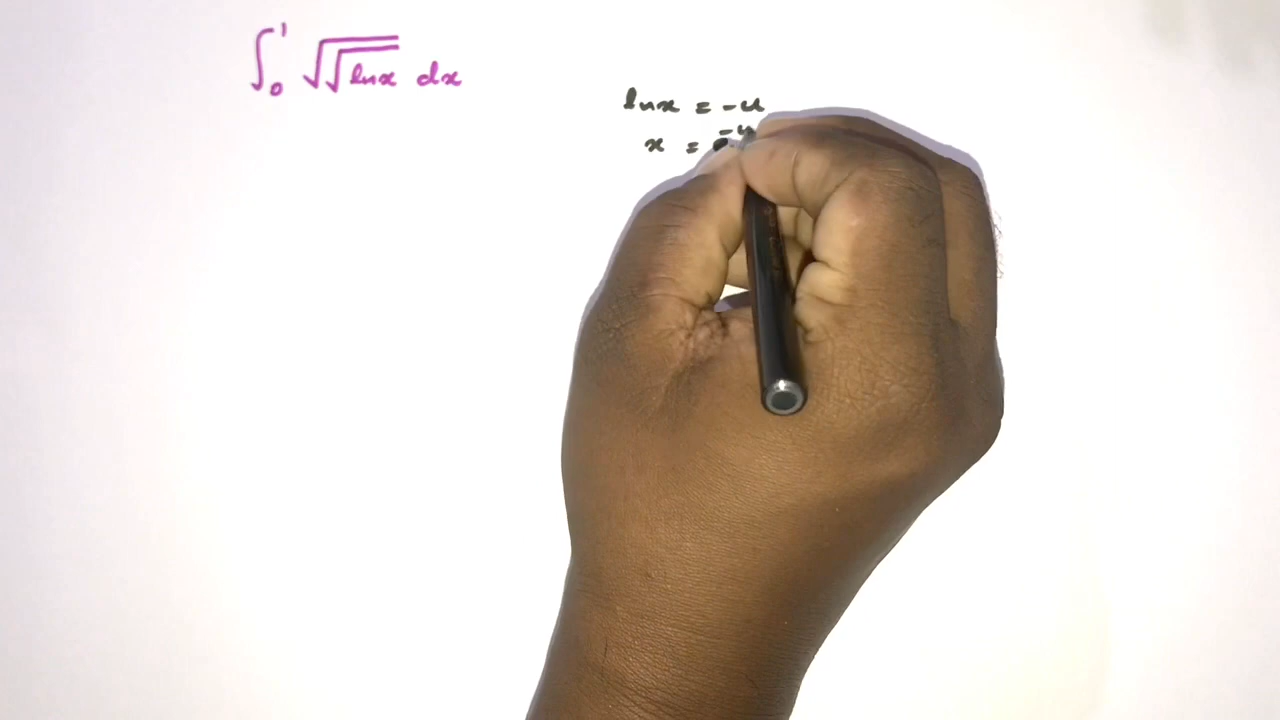 ∫₀¹ √√lnx dx
lnx = -u
x = e^-u